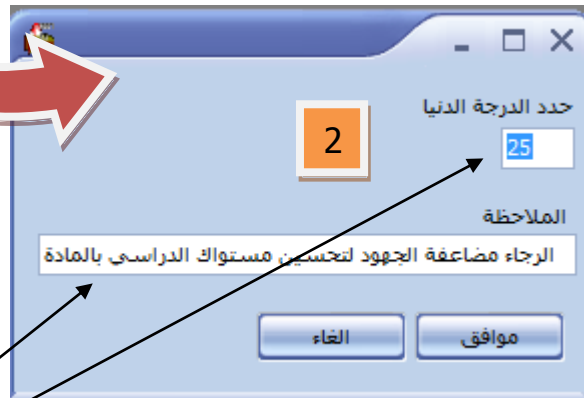 حدد الدرجة الدنيا
2
25
الملاحظة
الرجاء مضاعفة الجهود لتحسين مستواك الدراسي بالمادة
موافق
الغاء